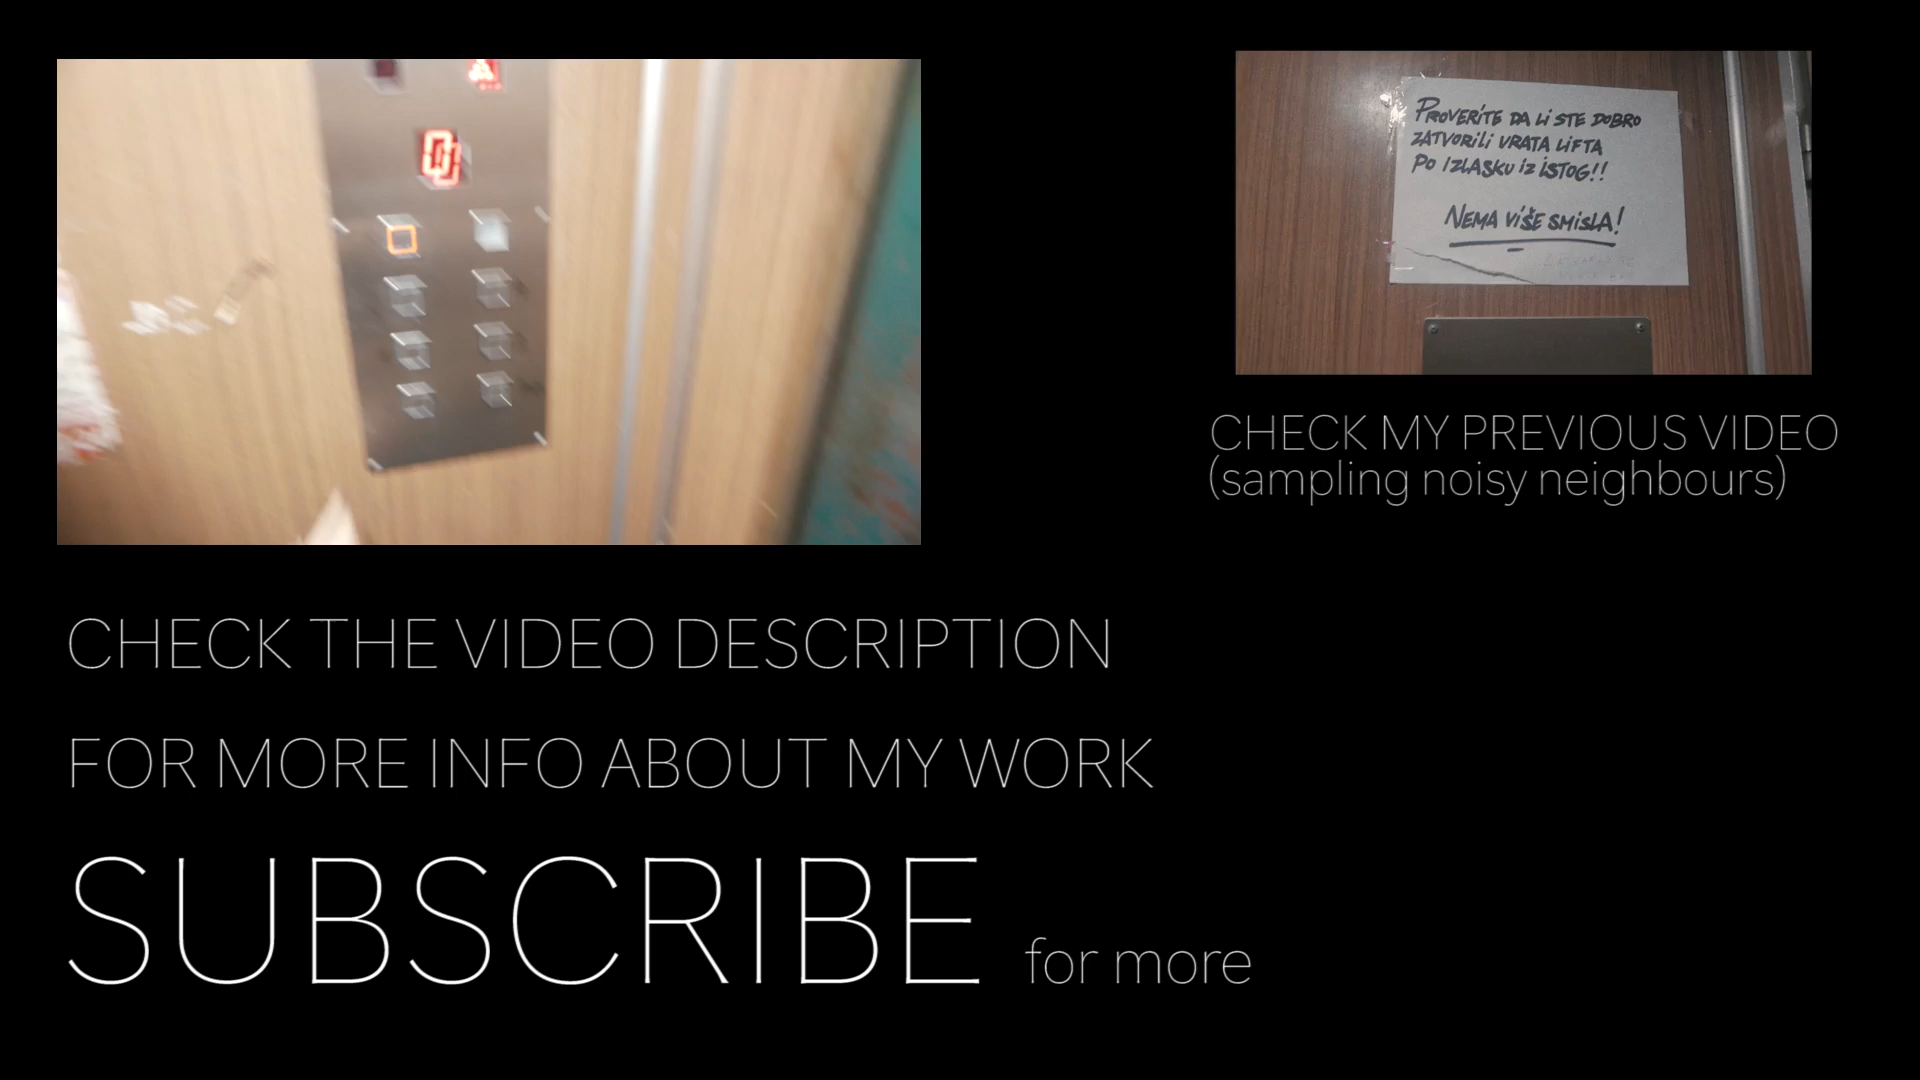 PROVERITE DA LI STE DOBRO
ZATVORILI VRATA LIFTA
PO IZLASKU IZ ISTOG!!
NEMA VIŠE SMISLA!
CHECK MY PREVIOUS VIDEO
(sampling noisy neighbours)
CHECK THE VIDEO DESCRIPTION
FOR MORE INFO ABOUT MY WORK
SUBSCRIBE for more